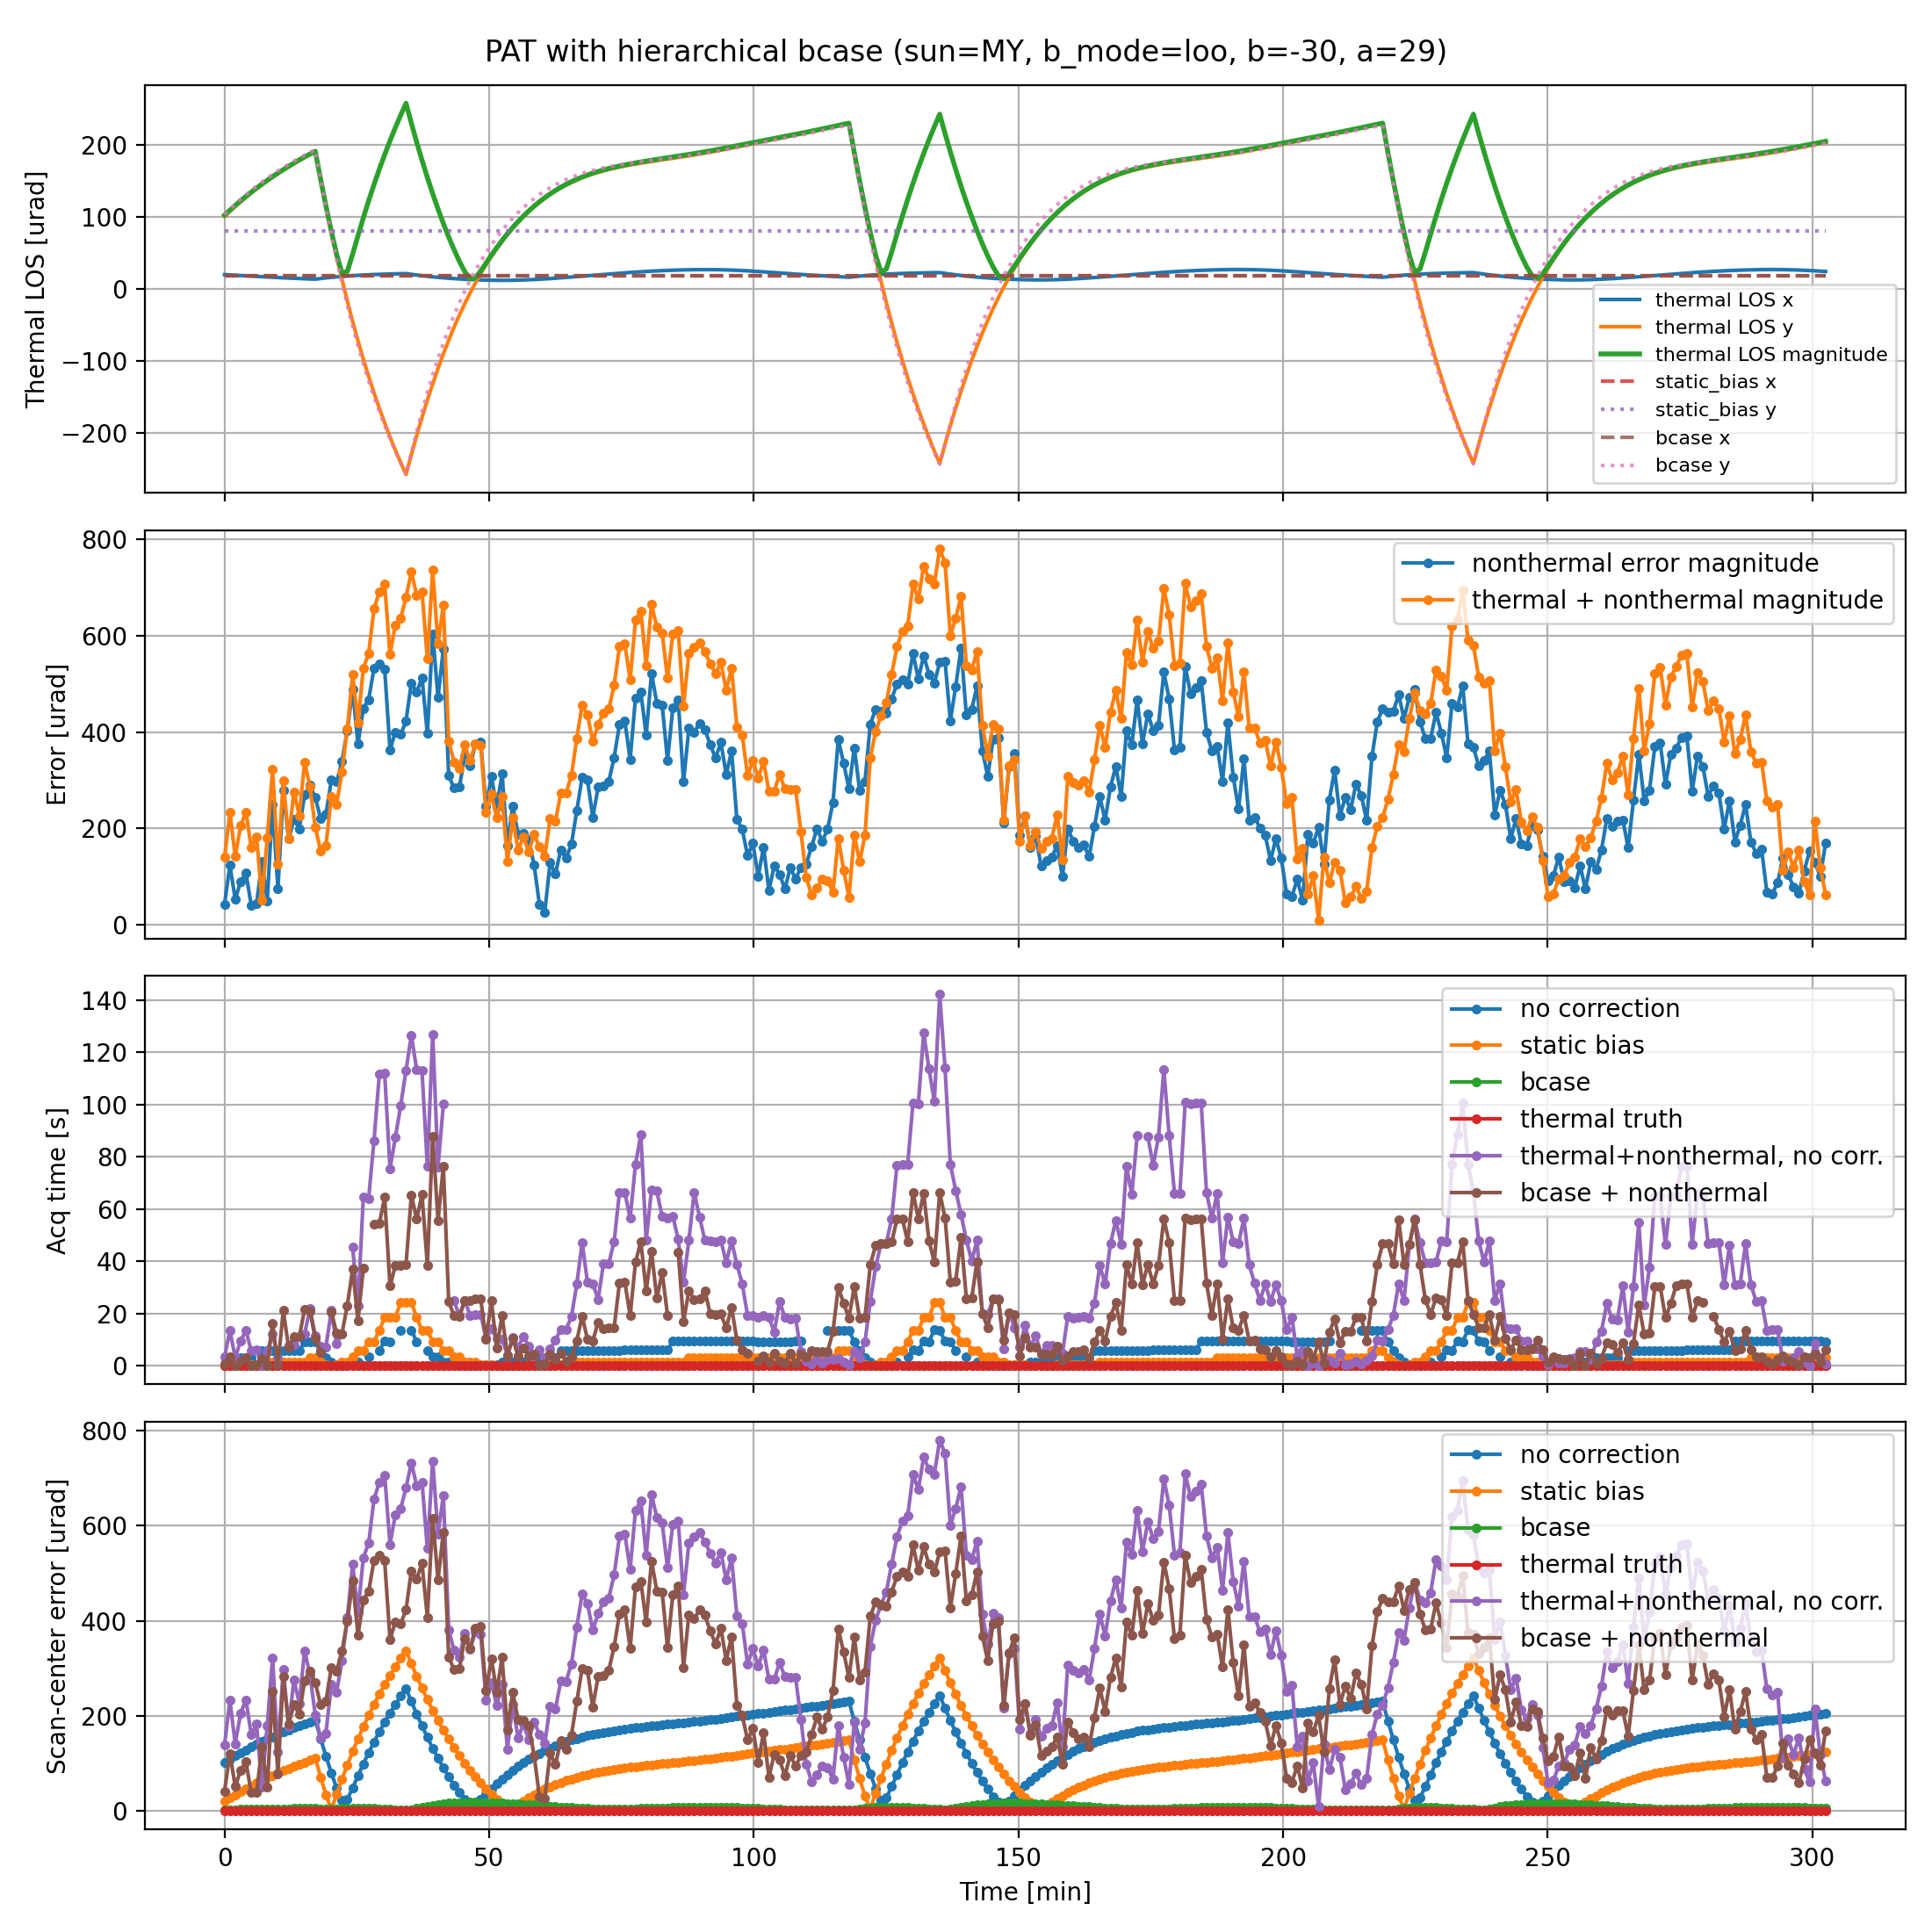 PAT with hierarchical bcase (sun=MY, b_mode=loo, b=-30, a=29)
Thermal LOS [urad]
200
100
0
−100
−200
thermal LOS x
thermal LOS y
thermal LOS magnitude
static_bias x
static_bias y
bcase x
bcase y
Error [urad]
800
600
400
200
0
nonthermal error magnitude
thermal + nonthermal magnitude
Acq time [s]
140
120
100
80
60
40
20
0
no correction
static bias
bcase
thermal truth
thermal+nonthermal, no corr.
bcase + nonthermal
Scan-center error [urad]
800
600
400
200
0
no correction
static bias
bcase
thermal truth
thermal+nonthermal, no corr.
bcase + nonthermal
0 50 100 150 200 250 300
Time [min]